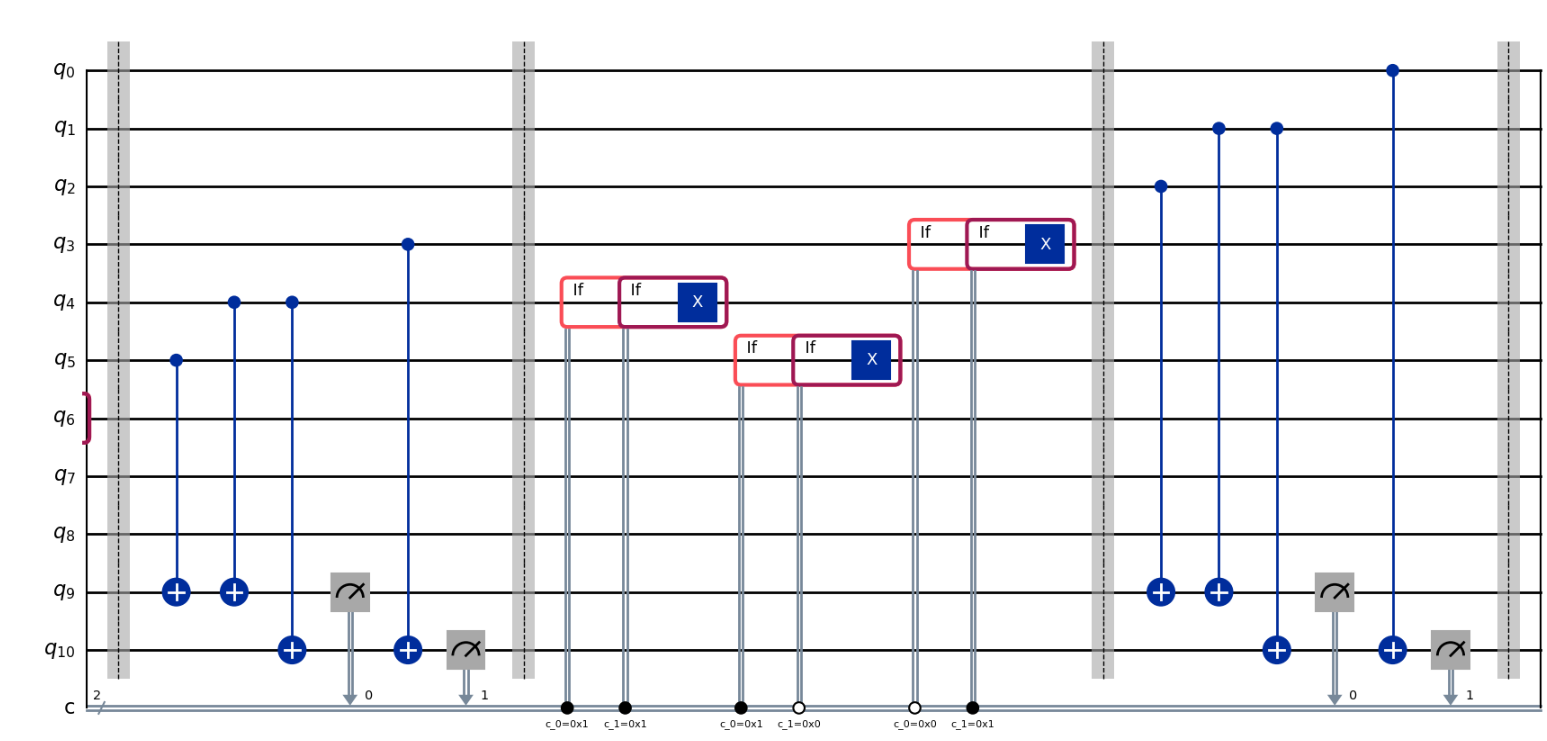 q0
q1
q2
If If X
q3
If If X
q4
If If X
q5
q6
q7
q8
q9
q10
2 0 1 0 1
c
c_0=0x1 c_1=0x1 c_0=0x1 c_1=0x0 c_0=0x0 c_1=0x1